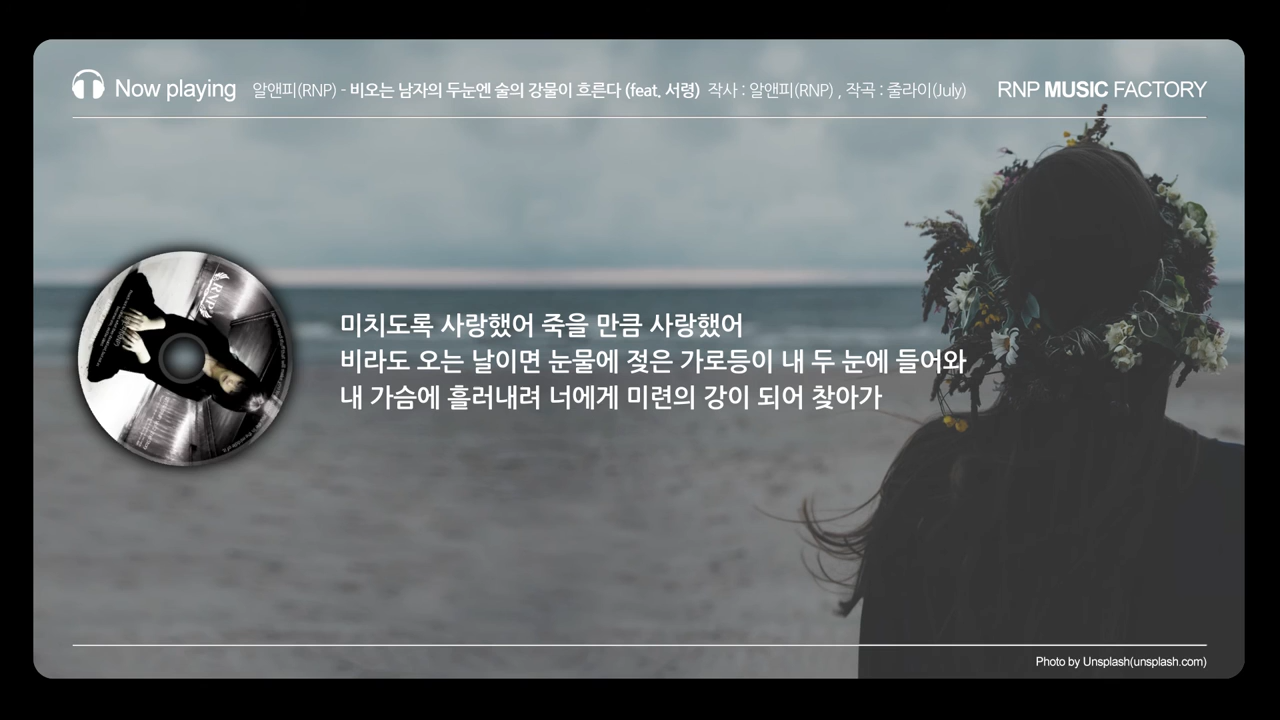 Now playing 알앤피(RNP) - 비오는 남자의 두눈엔 술의 강물이 흐른다 (feat. 서령) 작사 : 알앤피(RNP) , 작곡 : 줄라이(July) RNP MUSIC FACTORY
RNP
미치도록 사랑했어 죽을 만큼 사랑했어
비라도 오는 날이면 눈물에 젖은 가로등이 내 두 눈에 들어와
내 가슴에 흘러내려 너에게 미련의 강이 되어 찾아가
Photo by Unsplash(unsplash.com)